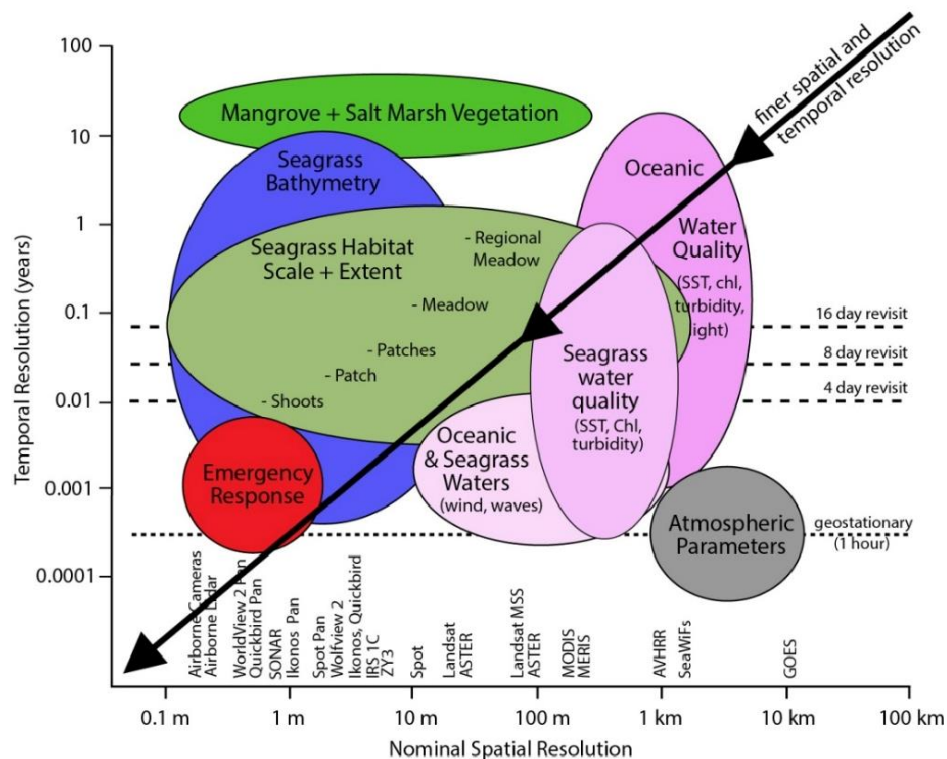 100
10
1
0.1
0.01
0.001
0.0001
Temporal Resolution (years)
Mangrove + Salt Marsh Vegetation
Seagrass
Bathymetry
Seagrass Habitat
Scale + Extent
- Regional
Meadow
- Meadow
- Patches
- Patch
- Shoots
Oceanic
Water
Quality
(SST, chl,
turbidity,
ight)
finer spatial and
temporal resolution
Seagrass
water
quality
(SST, Chl,
turbidity)
Oceanic
& Seagrass
Waters
(wind, waves)
Emergency
Response
Atmospheric
Parameters
16 day revisit
8 day revisit
4 day revisit
geostationary
(1 hour)
Airborne Cameras
Airborne Lidar
WorldView 2 Pan
Quickbird Pan
SONAR
Ikonos Pan
Spot Pan
Wolfview 2
Ikonos, Quickbird
IRS 1C
ZY3
Spot
Landsat
ASTER
Landsat MSS
ASTER
MODIS
MERIS
AVHRR
SeaWiFs
GOES
0.1 m
1 m
10 m
100 m
1 km
10 km
100 km
Nominal Spatial Resolution